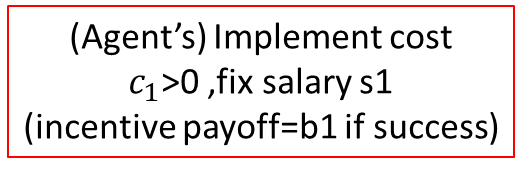 (Agent’s) Implement cost
𝑐₁>0 ,fix salary s1
(incentive payoff=b1 if success)